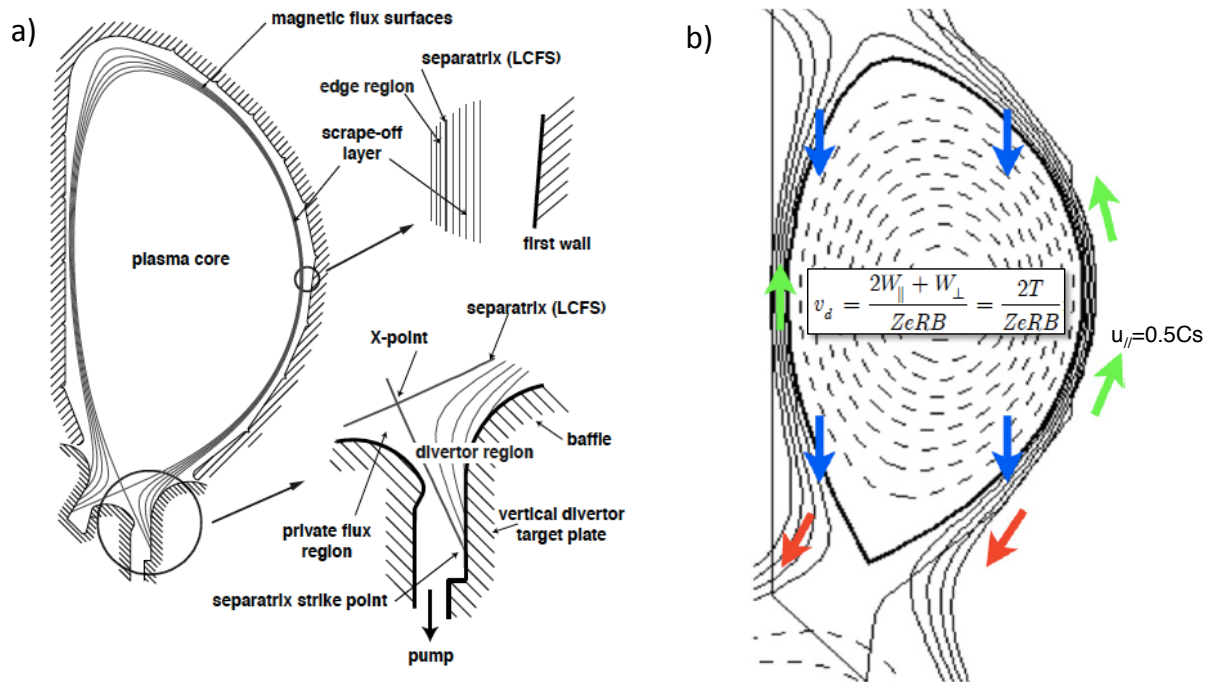 a)
magnetic flux surfaces
separatrix (LCFS)
edge region
scrape-off
layer
plasma core
first wall
separatrix (LCFS)
X-point
baffle
divertor region
private flux
region
vertical divertor
target plate
separatrix strike point
pump
b)
v_d = (2W_∥ + W_⊥)/(ZeRB) = 2T/(ZeRB)
u//=0.5Cs